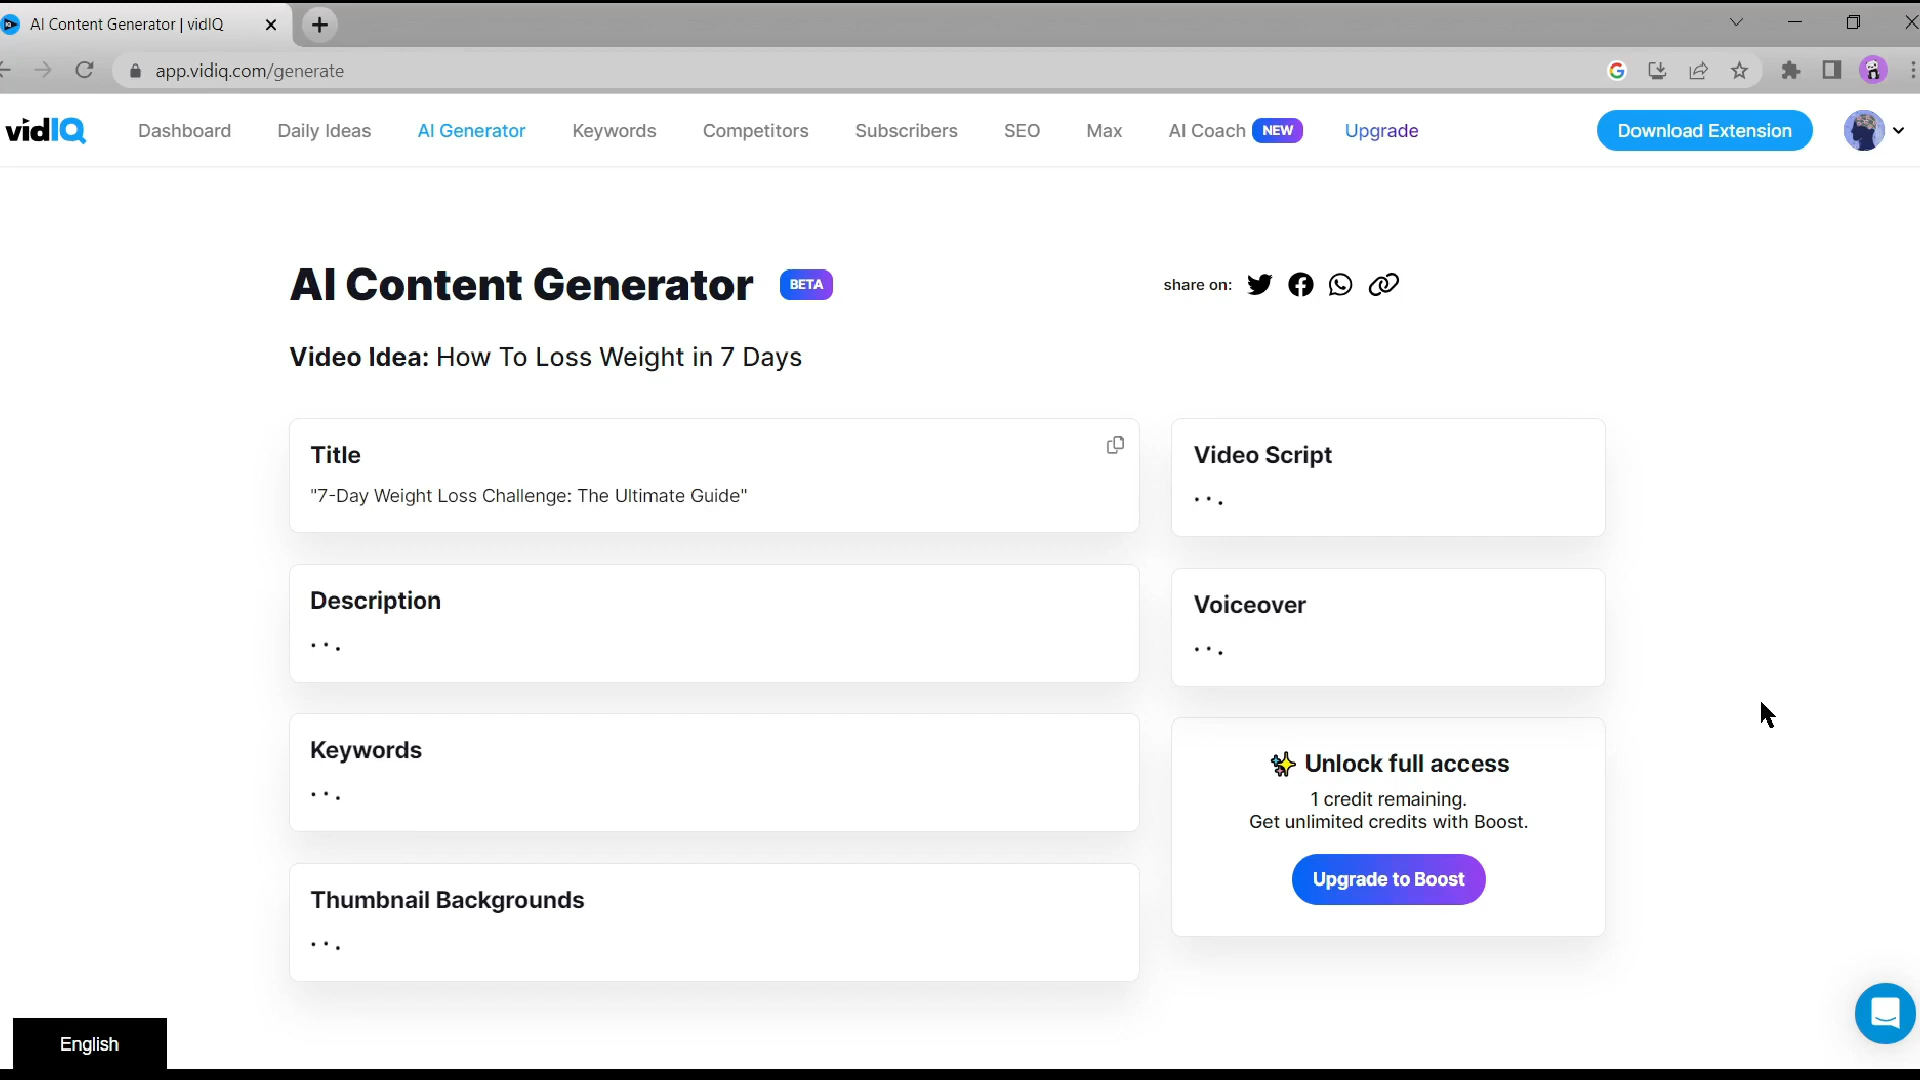 AI Content Generator | vidIQ
app.vidiq.com/generate
vidIQ
Dashboard
Daily Ideas
AI Generator
Keywords
Competitors
Subscribers
SEO
Max
AI Coach NEW
Upgrade
Download Extension
AI Content Generator BETA
share on:
Video Idea: How To Loss Weight in 7 Days
Title
"7-Day Weight Loss Challenge: The Ultimate Guide"
Video Script
Description
Voiceover
Keywords
Unlock full access
1 credit remaining.
Get unlimited credits with Boost.
Upgrade to Boost
Thumbnail Backgrounds
English